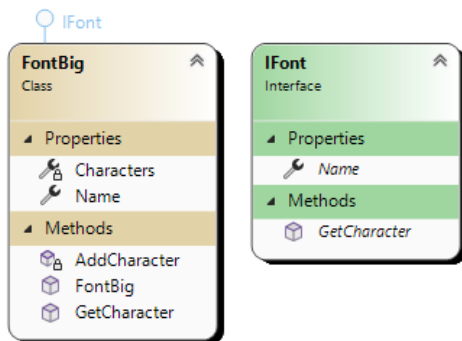 IFont
FontBig
Class
Properties
Characters
Name
Methods
AddCharacter
FontBig
GetCharacter
IFont
Interface
Properties
Name
Methods
GetCharacter